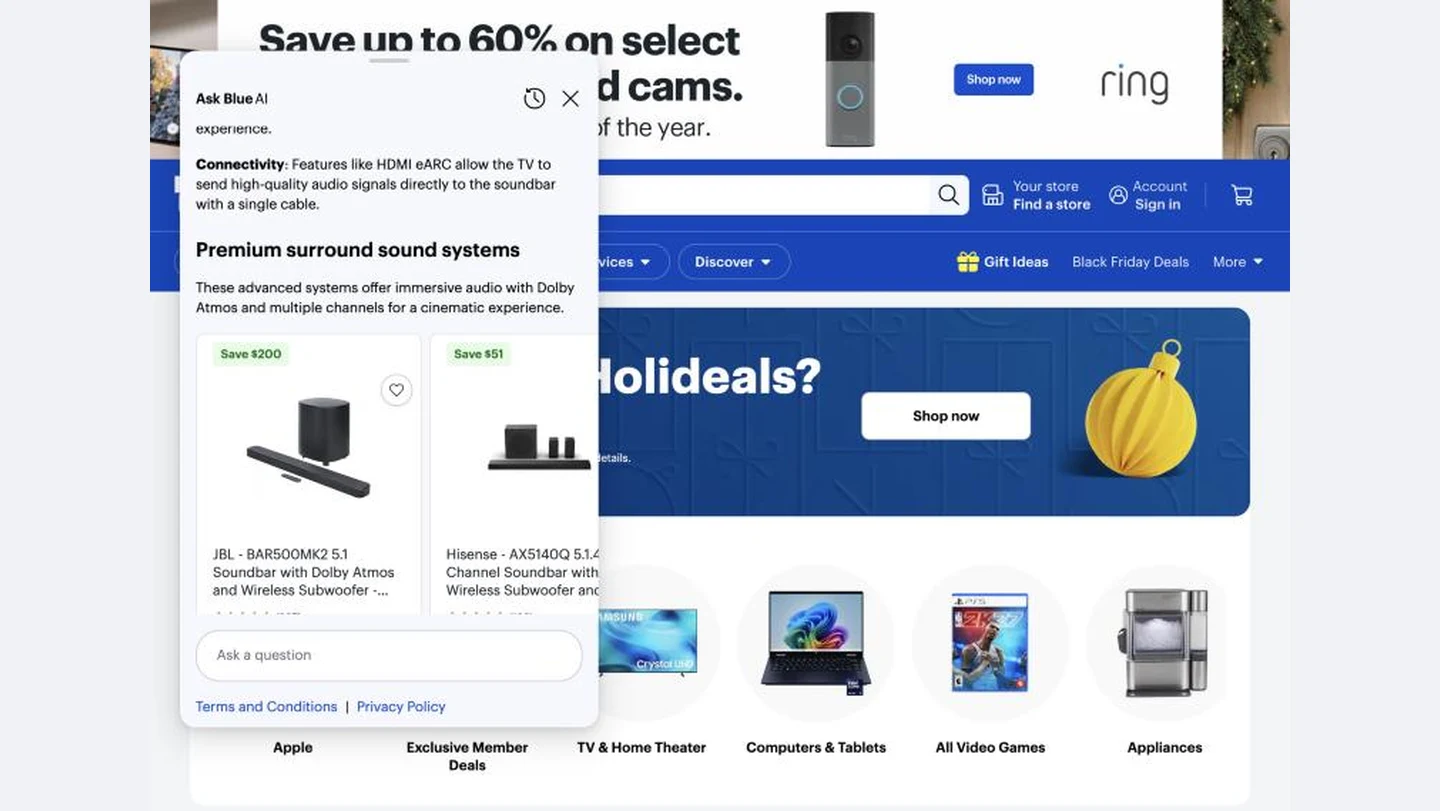 Save up to 60% on select
d cams.
of the year.
Shop now
ring
Ask Blue AI
experience.
Connectivity: Features like HDMI eARC allow the TV to
send high-quality audio signals directly to the soundbar
with a single cable.
Premium surround sound systems
These advanced systems offer immersive audio with Dolby
Atmos and multiple channels for a cinematic experience.
Save $200
Save $51
JBL - BAR500MK2 5.1
Soundbar with Dolby Atmos
and Wireless Subwoofer -...
Hisense - AX5140Q 5.1.4
Channel Soundbar with
Wireless Subwoofer and
Ask a question
Terms and Conditions | Privacy Policy
Your store
Find a store
Account
Sign in
vices
Discover
Gift Ideas
Black Friday Deals
More
Holideals?
details.
Shop now
SAMSUNG
Crystal UHD
PS5
2K
Apple
Exclusive Member
Deals
TV & Home Theater
Computers & Tablets
All Video Games
Appliances